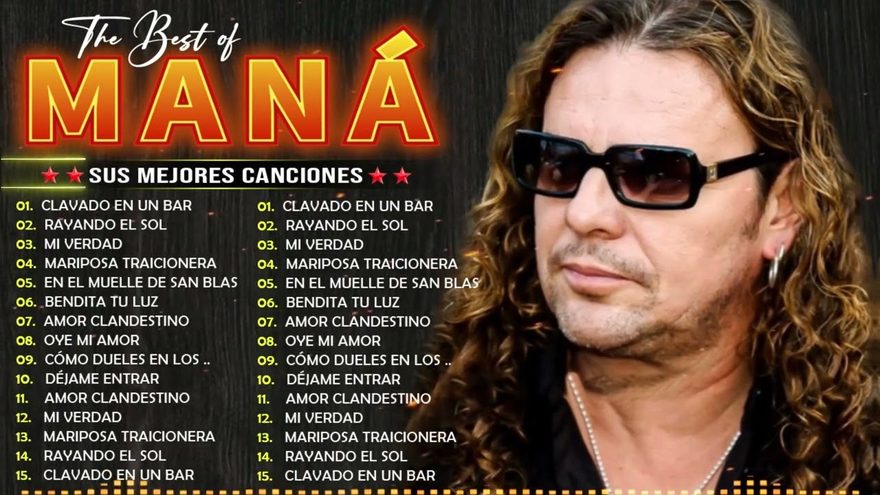 The Best of
MANÁ
SUS MEJORES CANCIONES
01. CLAVADO EN UN BAR
02. RAYANDO EL SOL
03. MI VERDAD
04. MARIPOSA TRAICIONERA
05. EN EL MUELLE DE SAN BLAS
06. BENDITA TU LUZ
07. AMOR CLANDESTINO
08. OYE MI AMOR
09. CÓMO DUELES EN LOS ..
10. DÉJAME ENTRAR
11. AMOR CLANDESTINO
12. MI VERDAD
13. MARIPOSA TRAICIONERA
14. RAYANDO EL SOL
15. CLAVADO EN UN BAR
01. CLAVADO EN UN BAR
02. RAYANDO EL SOL
03. MI VERDAD
04. MARIPOSA TRAICIONERA
05. EN EL MUELLE DE SAN BLAS
06. BENDITA TU LUZ
07. AMOR CLANDESTINO
08. OYE MI AMOR
09. CÓMO DUELES EN LOS ..
10. DÉJAME ENTRAR
11. AMOR CLANDESTINO
12. MI VERDAD
13. MARIPOSA TRAICIONERA
14. RAYANDO EL SOL
15. CLAVADO EN UN BAR